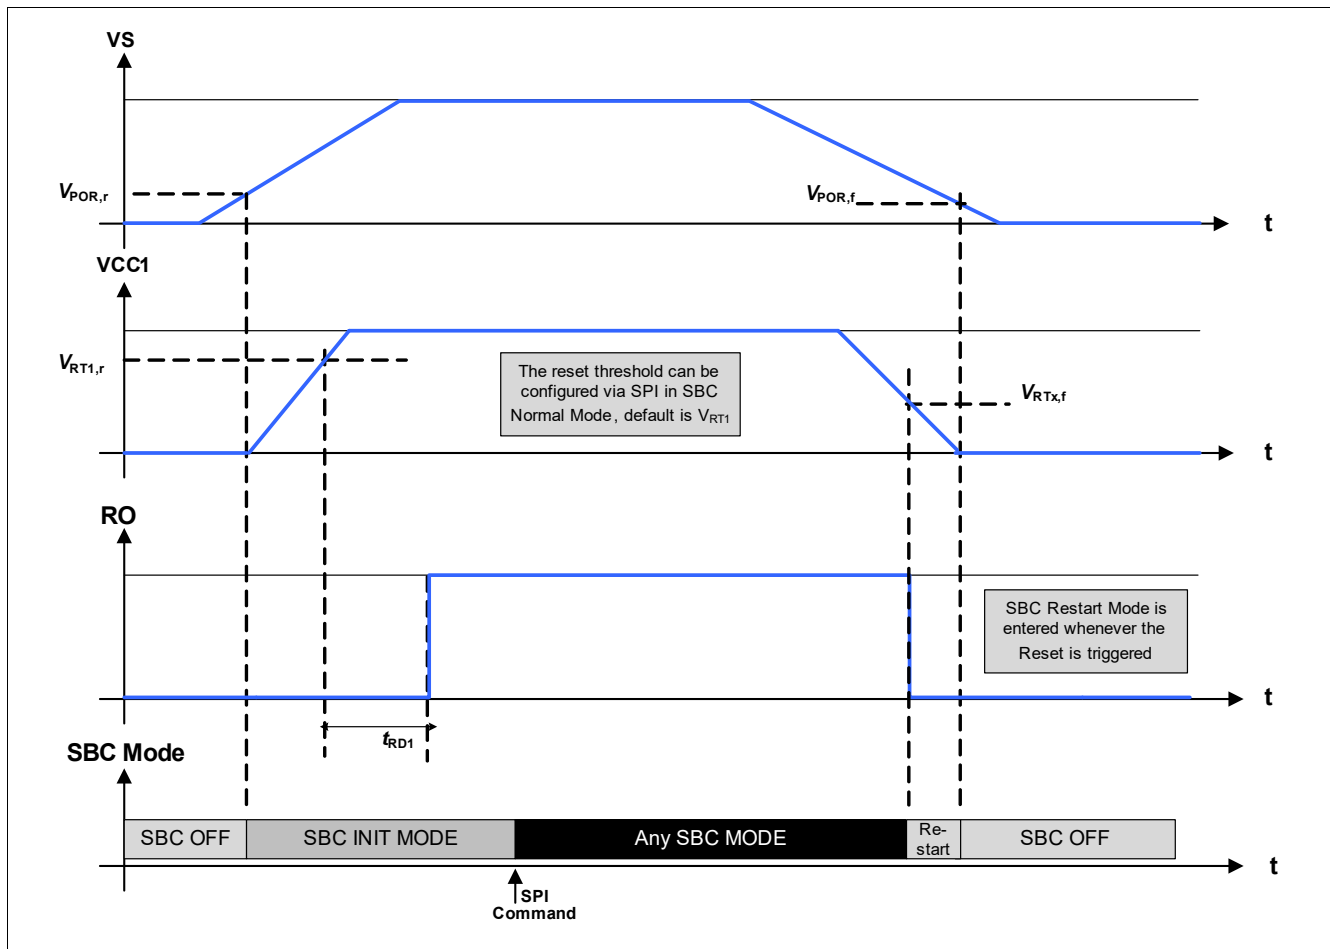 VS
VPOR,r
VPOR,f
t
VCC1
VRT1,r
The reset threshold can be
configured via SPI in SBC
Normal Mode, default is VRT1
VRTx,f
t
RO
SBC Restart Mode is
entered whenever the
Reset is triggered
t
tRD1
SBC Mode
SBC OFF
SBC INIT MODE
Any SBC MODE
Re-
start
SBC OFF
t
SPI
Command